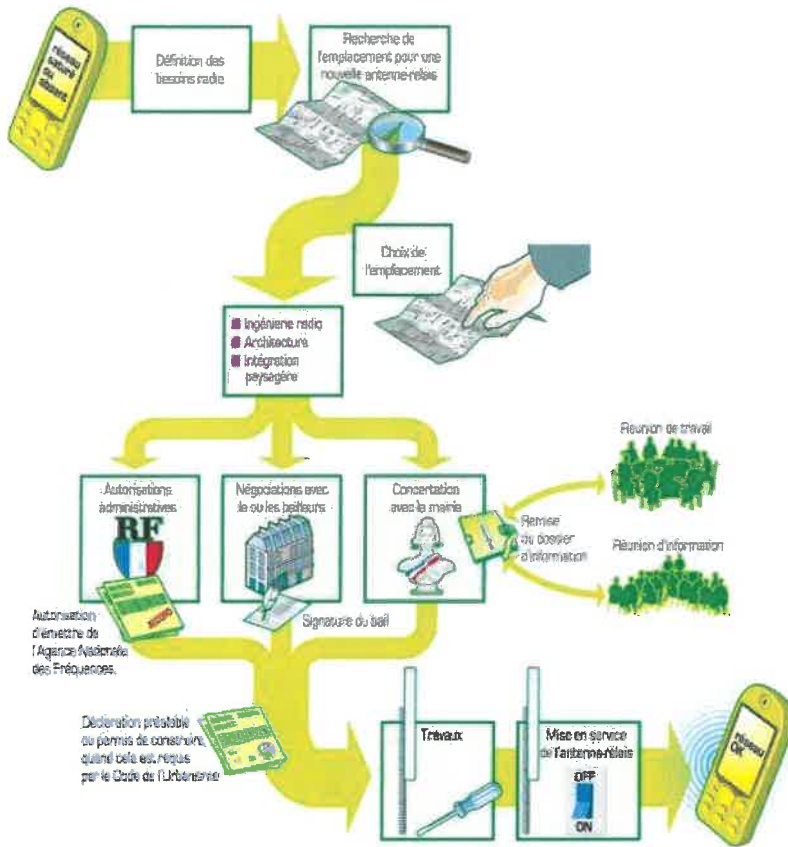 réseau
saturé
ou
absent
Définition des
besoins radio
Recherche de
l'emplacement pour une
nouvelle antenne-relais
Choix de
l'emplacement
Ingénierie radio
Architecture
Intégration
paysagère
Autorisations
administratives
RF
Négociations avec
le ou les bailleurs
Concertation
avec la mairie
Remise
du dossier
d'information
Réunion de travail
Réunion d'information
Autorisation
d'émettre de
l'Agence Nationale
des Fréquences.
Signature du bail
Déclaration préalable
ou permis de construire,
quand cela est requis
par le Code de l'Urbanisme
Travaux
Mise en service
de l'antenne-relais
OFF
ON
réseau
OK